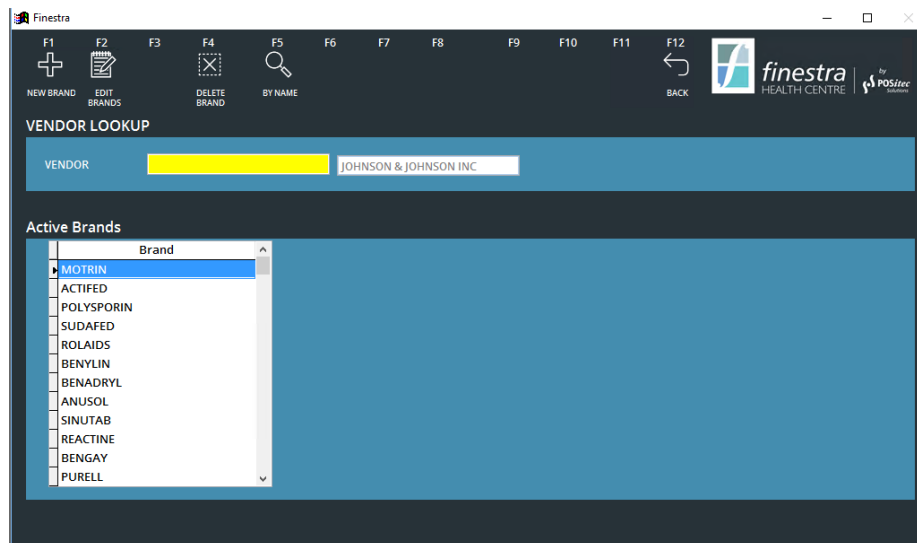 Finestra
F1 F2 F3 F4 F5 F6 F7 F8 F9 F10 F11 F12
NEW BRAND EDIT BRANDS DELETE BRAND BY NAME BACK
finestra
HEALTH CENTRE
by
POSitec
Solutions
VENDOR LOOKUP
VENDOR JOHNSON & JOHNSON INC
Active Brands
Brand
MOTRIN
ACTIFED
POLYSPORIN
SUDAFED
ROLAIDS
BENYLIN
BENADRYL
ANUSOL
SINUTAB
REACTINE
BENGAY
PURELL